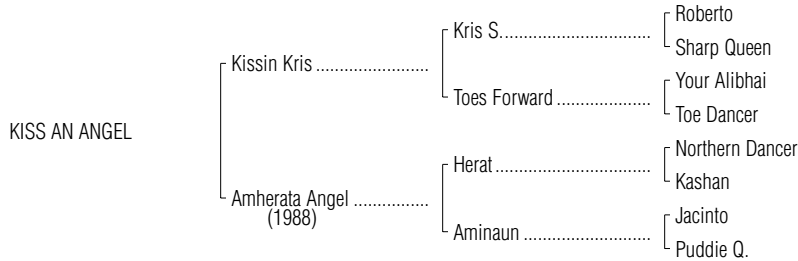 Roberto
Kris S.................................
Sharp Queen
Kissin Kris ........................
Your Alibhai
Toes Forward ....................
Toe Dancer
KISS AN ANGEL
Northern Dancer
Herat.................................
Kashan
Amherata Angel ................
(1988)
Jacinto
Aminaun ...........................
Puddie Q.